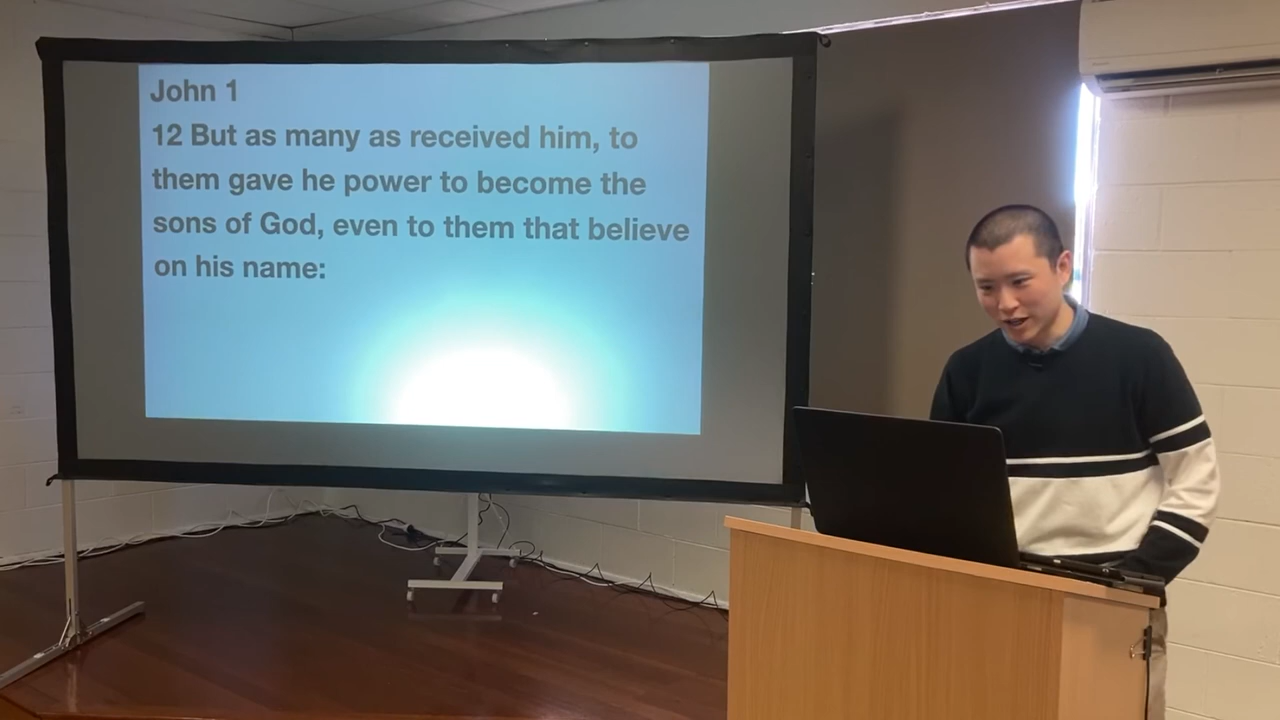 John 1
12 But as many as received him, to
them gave he power to become the
sons of God, even to them that believe
on his name: